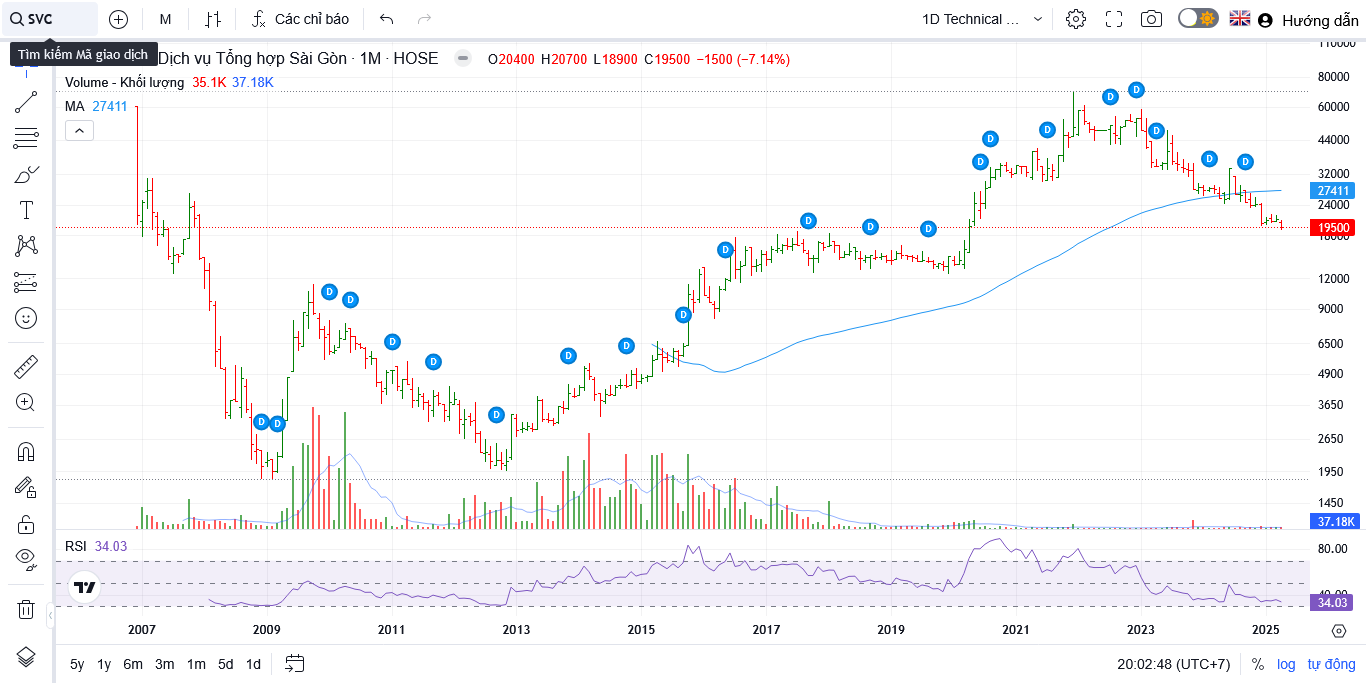 SVC M Các chỉ báo 1D Technical ... Hướng dẫn
Tìm kiếm Mã giao dịch
Dịch vụ Tổng hợp Sài Gòn · 1M · HOSE O20400 H20700 L18900 C19500 −1500 (−7.14%)
Volume - Khối lượng 35.1K 37.18K
MA 27411
110000
80000
60000
44000
32000
27411
24000
19500
18000
12000
9000
6500
4900
3650
2650
1950
1450
37.18K
D D D D D D D D D D D D D D D D D D D D D D D
RSI 34.03
80.00
40.00
34.03
2007 2009 2011 2013 2015 2017 2019 2021 2023 2025
5y 1y 6m 3m 1m 5d 1d 20:02:48 (UTC+7) % log tự động